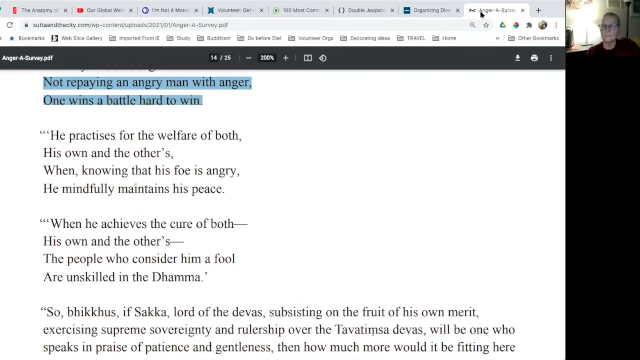 The Anatomy o
Our Global Wel
I'm Not A Mons
Volunteer Get
100 Most Com
Double Jeopar
Organizing Di
Anger-A-Surve
suttaandthecity.com/wp-content/uploads/2021/01/Anger-A-Survey.pdf
Apps
Web Slice Gallery
Imported From IE
Do before Dief
Volunteer Orgs
TRAVEL
Decorating Ideas
Buddhism
Home
Other Bookmarks
Anger-A-Survey.pdf
14 / 25
200%
Not repaying an angry man with anger,
One wins a battle hard to win.
“‘He practises for the welfare of both,
His own and the other's,
When, knowing that his foe is angry,
He mindfully maintains his peace.
“‘When he achieves the cure of both—
His own and the other's—
The people who consider him a fool
Are unskilled in the Dhamma.’
“So, bhikkhus, if Sakka, lord of the devas, subsisting on the fruit of his own merit,
exercising supreme sovereignty and rulership over the Tavatiṃsa devas, will be one who
speaks in praise of patience and gentleness, then how much more would it be fitting here